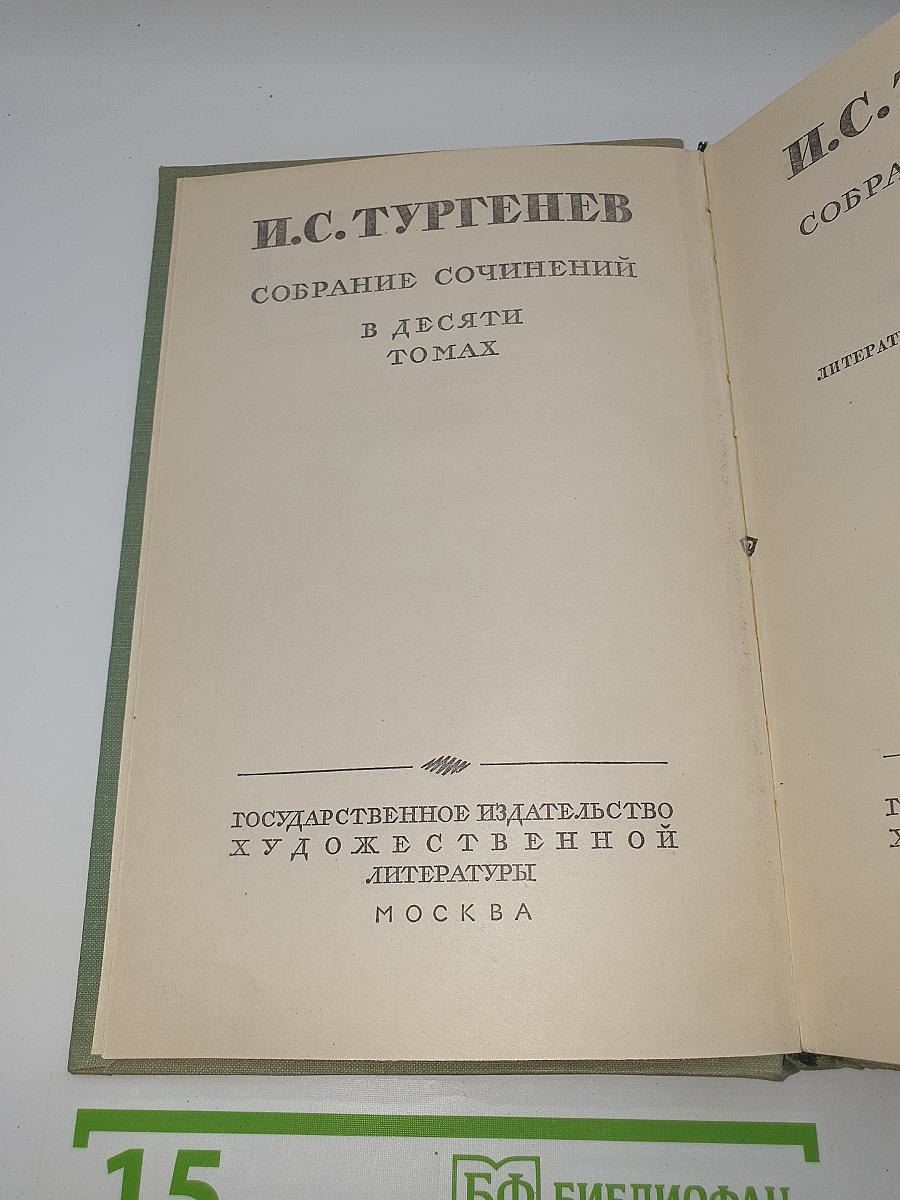 И.С.ТУРГЕНЕВ
СОБРАНИЕ СОЧИНЕНИЙ
В ДЕСЯТИ
ТОМАХ
ГОСУДАРСТВЕННОЕ ИЗДАТЕЛЬСТВО
ХУДОЖЕСТВЕННОЙ
ЛИТЕРАТУРЫ
МОСКВА
И.С.
15
БФ БИБЛИОФАН